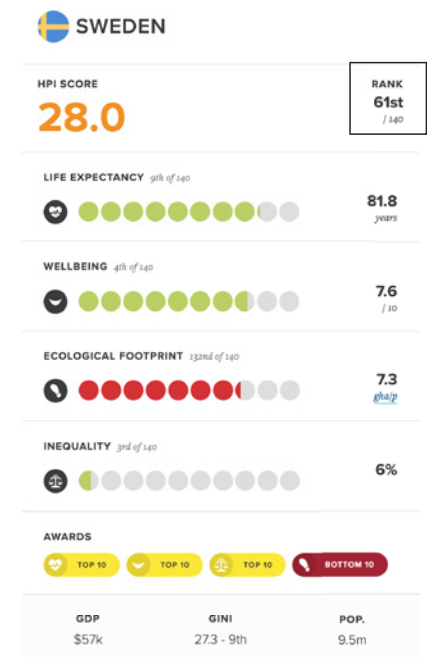 SWEDEN
HPI SCORE
28.0
RANK
61st
/ 140
LIFE EXPECTANCY 9th of 140
81.8
years
WELLBEING 4th of 140
7.6
/ 10
ECOLOGICAL FOOTPRINT 132nd of 140
7.3
gha/p
INEQUALITY 3rd of 140
6%
AWARDS
TOP 10 TOP 10 TOP 10 BOTTOM 10
GDP GINI POP.
$57k 27.3 - 9th 9.5m